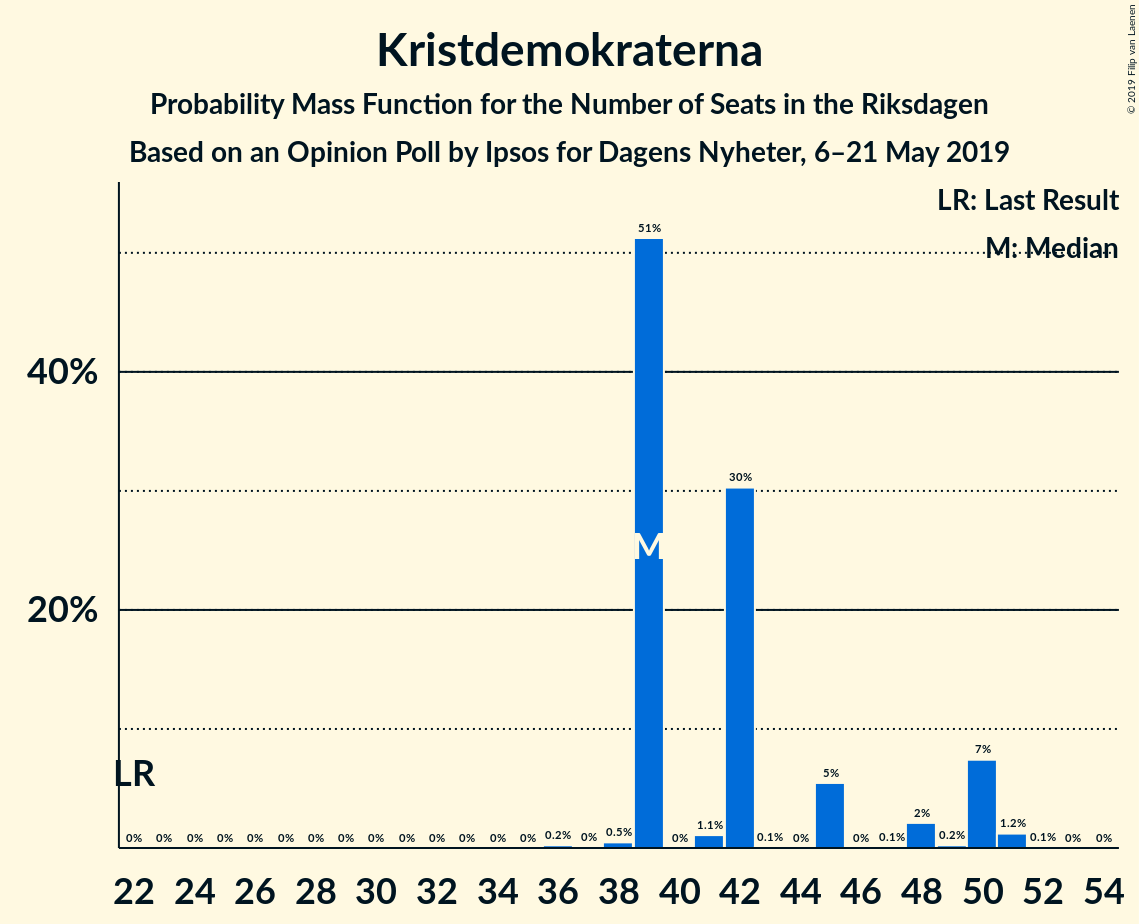 Kristdemokraterna
Probability Mass Function for the Number of Seats in the Riksdagen
Based on an Opinion Poll by Ipsos for Dagens Nyheter, 6–21 May 2019
© 2019 Filip van Laenen
LR: Last Result
M: Median
51%
40%
30%
M
20%
LR
7%
5%
2%
0% 0% 0% 0% 0% 0% 0% 0% 0% 0% 0% 0% 0% 0% 0.2% 0% 0.5% 0% 1.1% 0.1% 0% 0% 0.1% 0.2% 1.2% 0.1% 0% 0%
22 24 26 28 30 32 34 36 38 40 42 44 46 48 50 52 54